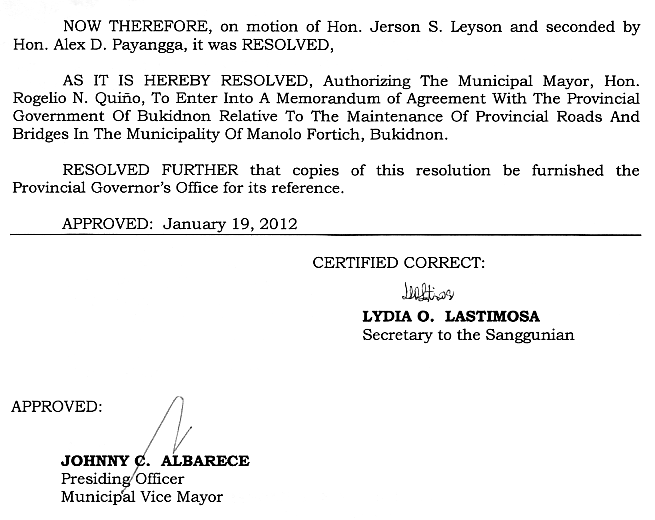 NOW THEREFORE, on motion of Hon. Jerson S. Leyson and seconded by
Hon. Alex D. Payangga, it was RESOLVED,
AS IT IS HEREBY RESOLVED, Authorizing The Municipal Mayor, Hon.
Rogelio N. Quiño, To Enter Into A Memorandum of Agreement With The Provincial
Government Of Bukidnon Relative To The Maintenance Of Provincial Roads And
Bridges In The Municipality Of Manolo Fortich, Bukidnon.
RESOLVED FURTHER that copies of this resolution be furnished the
Provincial Governor's Office for its reference.
APPROVED: January 19, 2012
CERTIFIED CORRECT:
LYDIA O. LASTIMOSA
Secretary to the Sanggunian
APPROVED:
JOHNNY C. ALBARECE
Presiding Officer
Municipal Vice Mayor